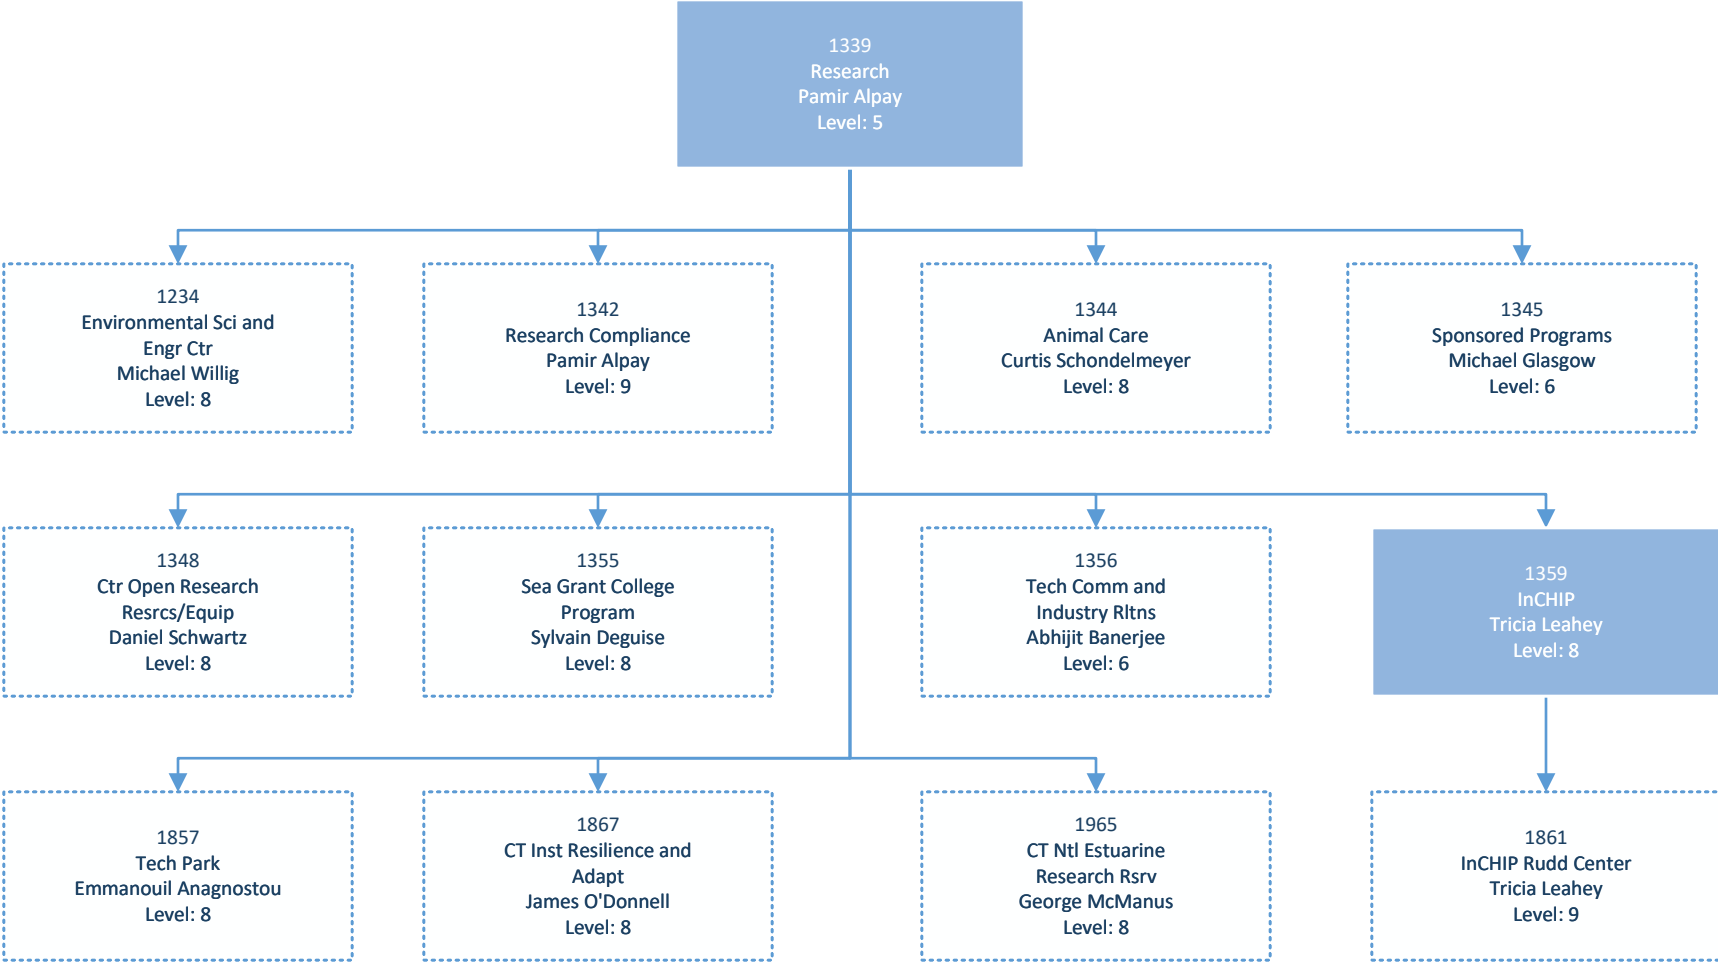 1339
Research
Pamir Alpay
Level: 5
1234
Environmental Sci and
Engr Ctr
Michael Willig
Level: 8
1342
Research Compliance
Pamir Alpay
Level: 9
1344
Animal Care
Curtis Schondelmeyer
Level: 8
1345
Sponsored Programs
Michael Glasgow
Level: 6
1348
Ctr Open Research
Resrcs/Equip
Daniel Schwartz
Level: 8
1355
Sea Grant College
Program
Sylvain Deguise
Level: 8
1356
Tech Comm and
Industry Rltns
Abhijit Banerjee
Level: 6
1359
InCHIP
Tricia Leahey
Level: 8
1857
Tech Park
Emmanouil Anagnostou
Level: 8
1867
CT Inst Resilience and
Adapt
James O'Donnell
Level: 8
1965
CT Ntl Estuarine
Research Rsrv
George McManus
Level: 8
1861
InCHIP Rudd Center
Tricia Leahey
Level: 9